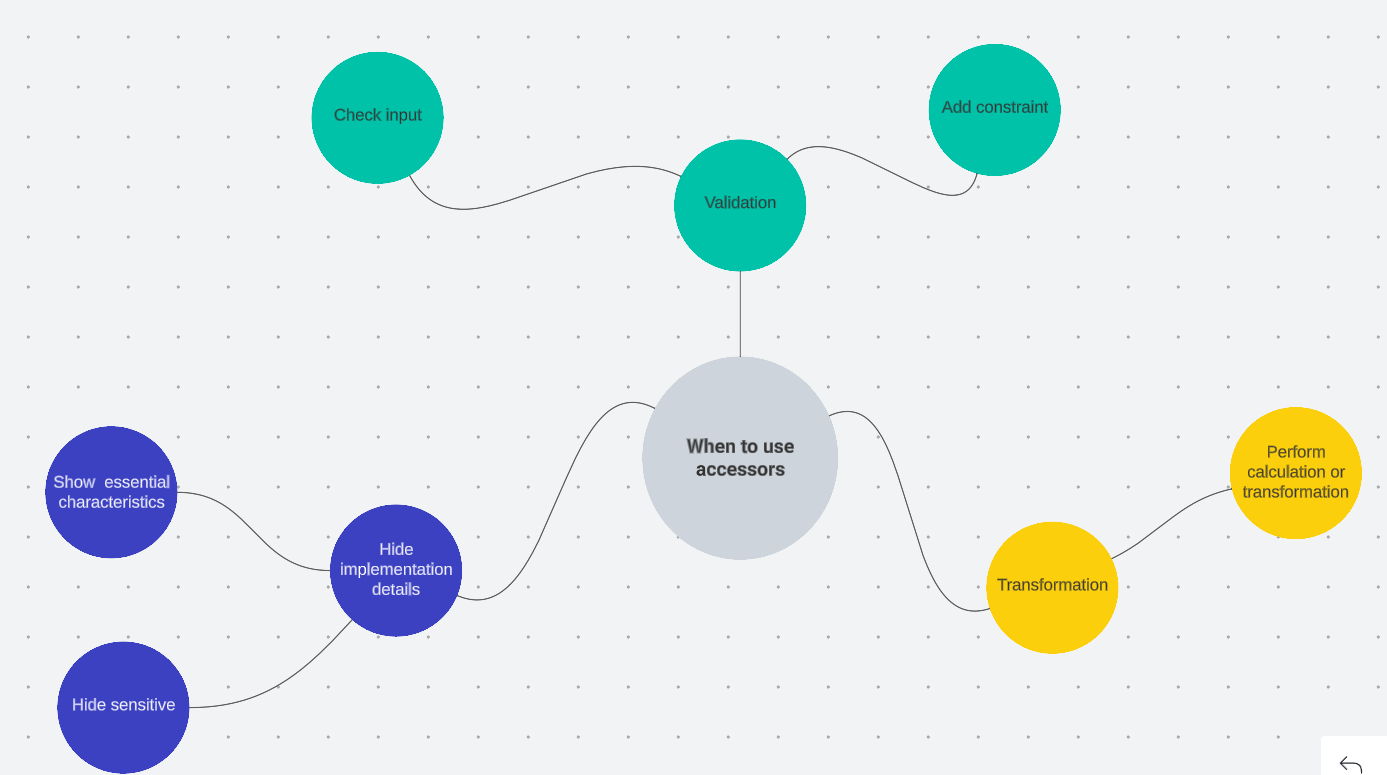 Check input
Add constraint
Validation
When to use
accessors
Show  essential
characteristics
Hide
implementation
details
Hide sensitive
Perform
calculation or
transformation
Transformation